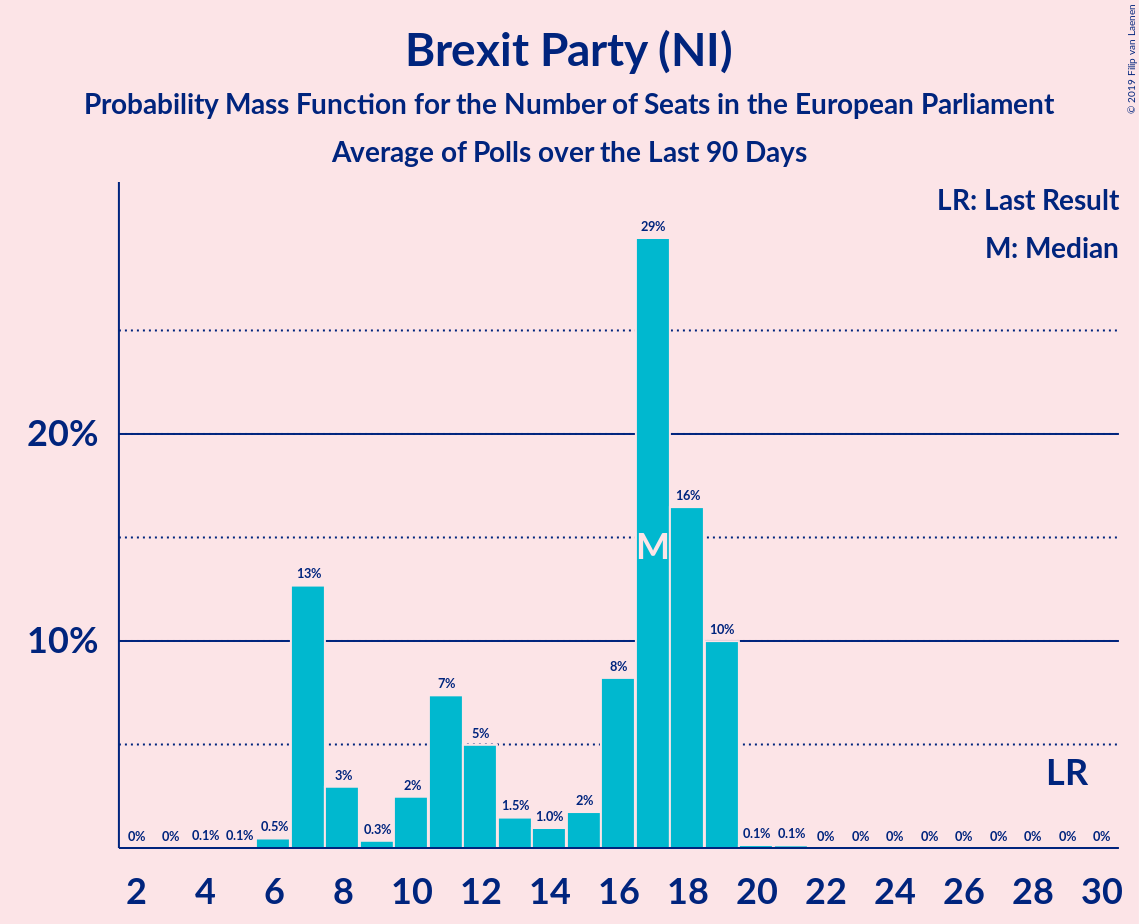 Brexit Party (NI)
Probability Mass Function for the Number of Seats in the European Parliament
Average of Polls over the Last 90 Days
© 2019 Filip van Laenen
LR: Last Result
M: Median
20%
10%
0% 0% 0.1% 0.1% 0.5% 13% 3% 0.3% 2% 7% 5% 1.5% 1.0% 2% 8% 29% 16% 10% 0.1% 0.1% 0% 0% 0% 0% 0% 0% 0% 0% 0%
M
LR
2 4 6 8 10 12 14 16 18 20 22 24 26 28 30